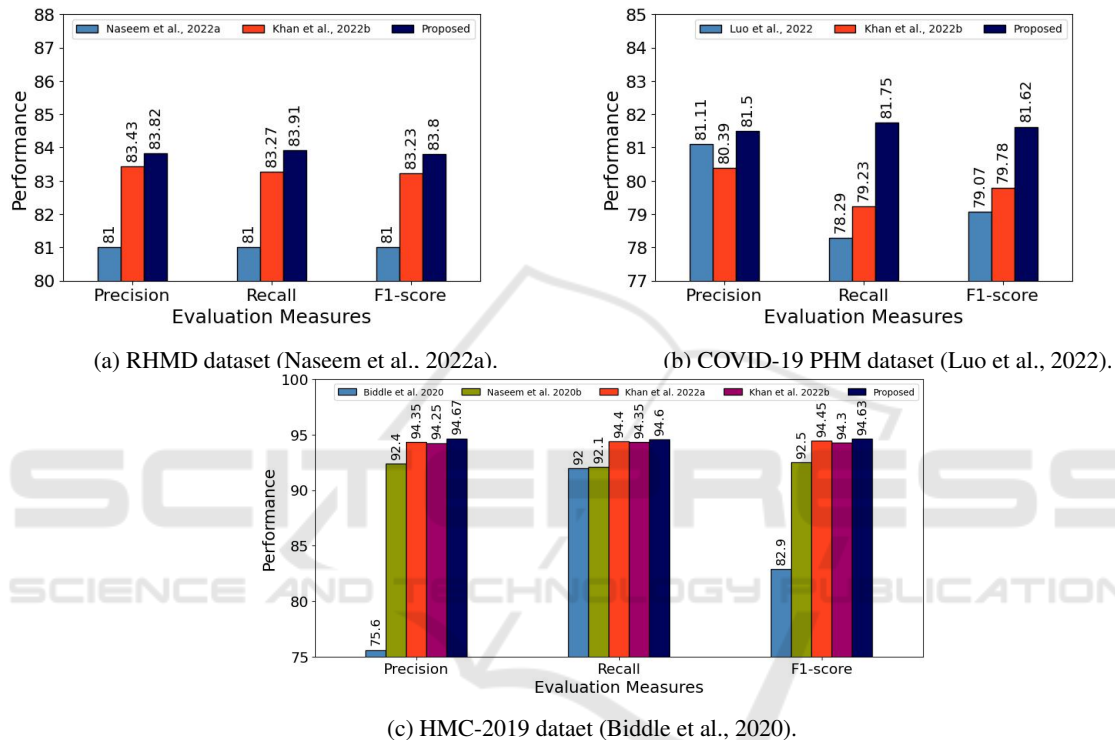 88
87
86
85
84
83
82
81
80
Performance
Naseem et al., 2022a Khan et al., 2022b Proposed
81 83.43 83.82 81 83.27 83.91 81 83.23 83.8
Precision Recall F1-score
Evaluation Measures
(a) RHMD dataset (Naseem et al., 2022a).
85
84
83
82
81
80
79
78
77
Performance
Luo et al., 2022 Khan et al., 2022b Proposed
81.11 80.39 81.5 78.29 79.23 81.75 79.07 79.78 81.62
Precision Recall F1-score
Evaluation Measures
(b) COVID-19 PHM dataset (Luo et al., 2022).
100
95
90
85
80
75
Performance
Biddle et al. 2020 Naseem et al. 2020b Khan et al. 2022a Khan et al. 2022b Proposed
75.6 92.4 94.35 94.25 94.67 92 92.1 94.4 94.35 94.6 82.9 92.5 94.45 94.3 94.63
Precision Recall F1-score
Evaluation Measures
(c) HMC-2019 dataet (Biddle et al., 2020).
SCITEPRESS
SCIENCE AND TECHNOLOGY PUBLICATIONS